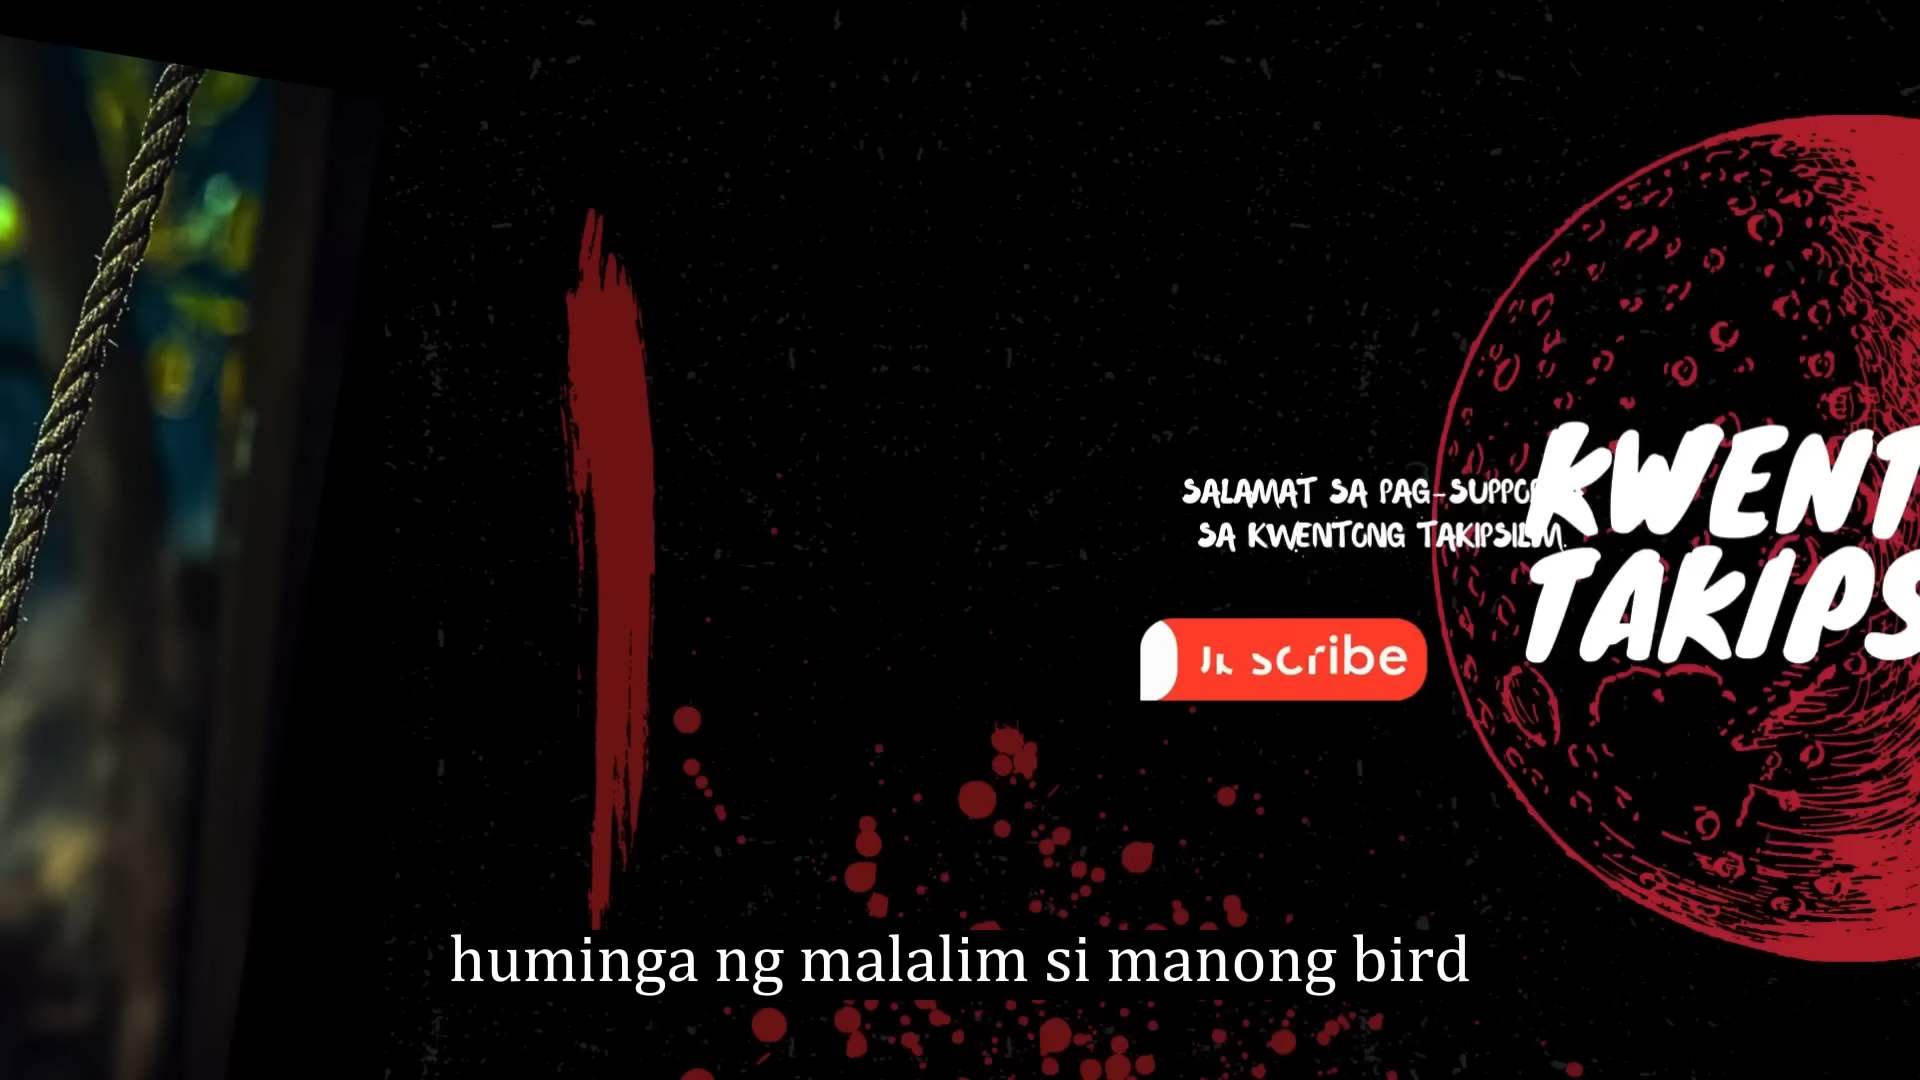 SALAMAT SA PAG-SUPPO
SA KWENTONG TAKIPSILIM.
KWENT
TAKIPS
scribe
huminga ng malalim si manong bird